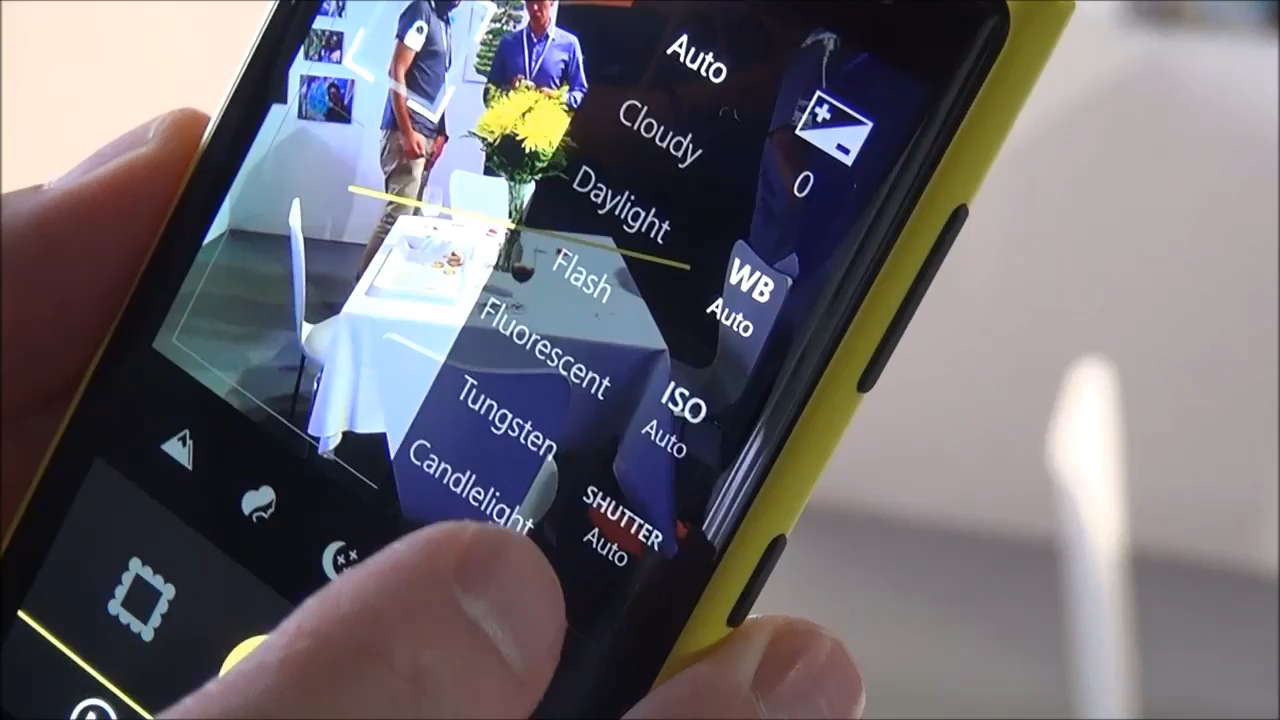 Auto
Cloudy
Daylight
Flash
Fluorescent
Tungsten
Candlelight
0
WB
Auto
ISO
Auto
SHUTTER
Auto